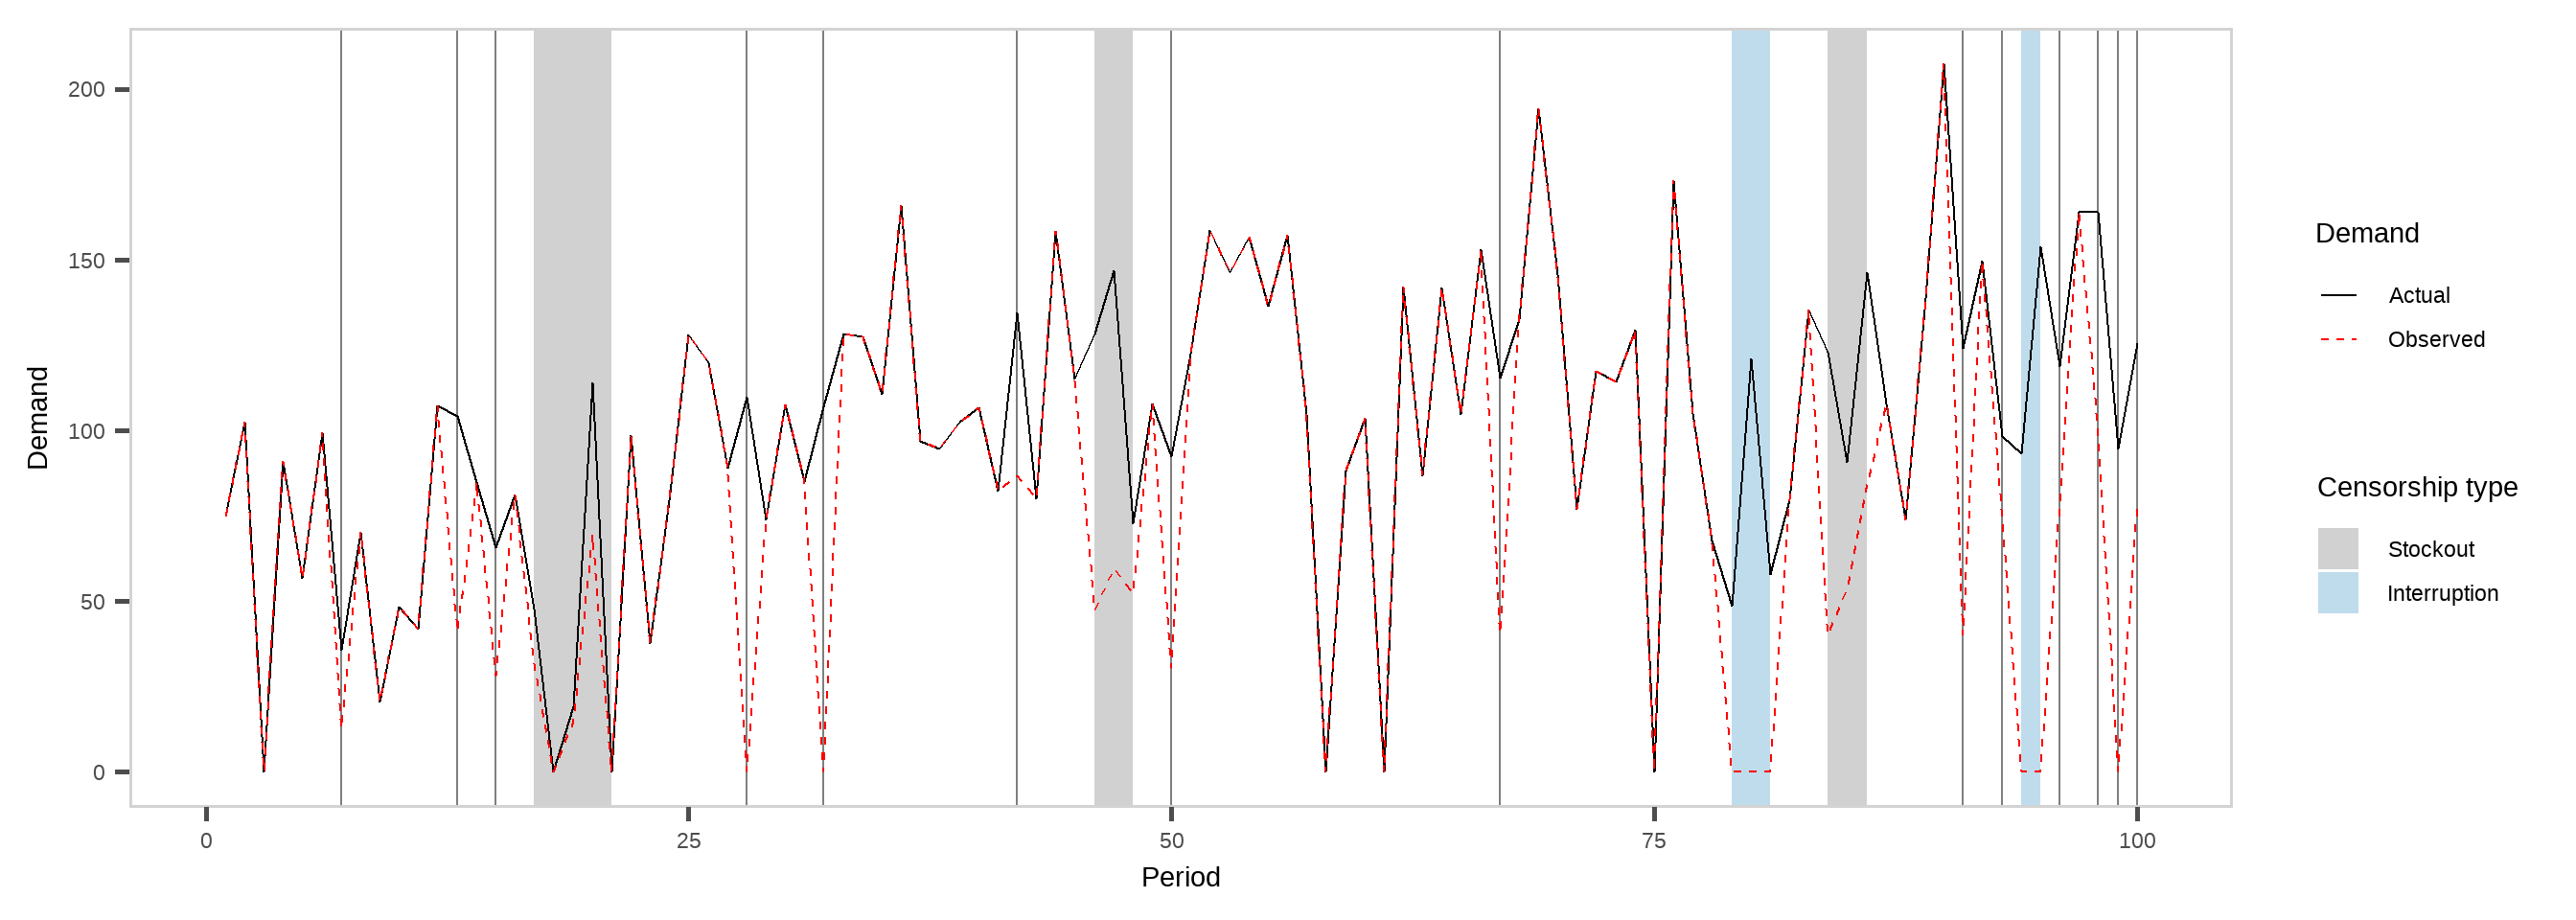 200
150
100
50
0
Demand
0
25
50
75
100
Period
Demand
Actual
Observed
Censorship type
Stockout
Interruption